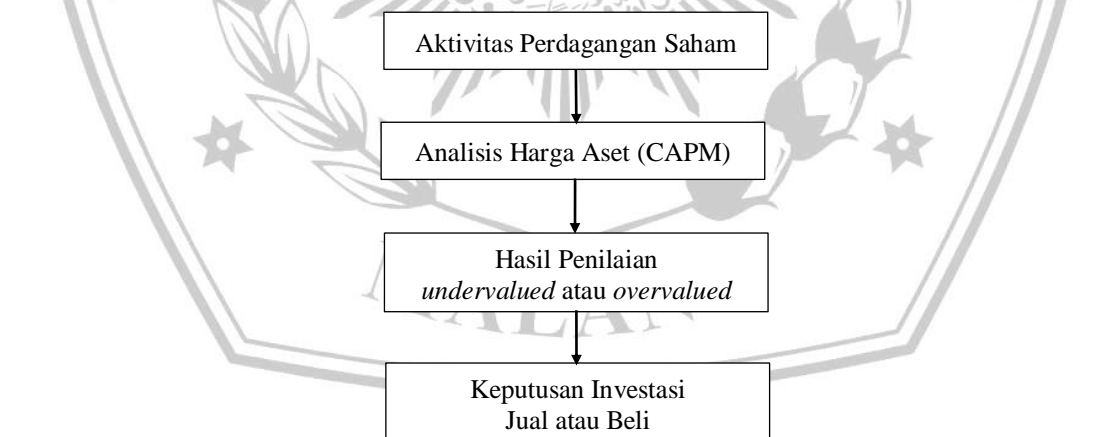 Aktivitas Perdagangan Saham
Analisis Harga Aset (CAPM)
Hasil Penilaian
undervalued atau overvalued
Keputusan Investasi
Jual atau Beli